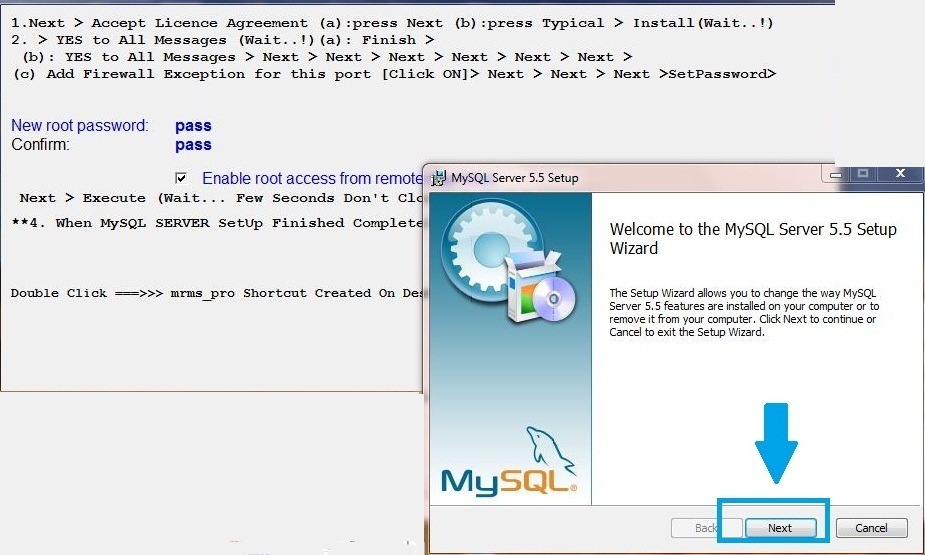 1.Next > Accept Licence Agreement (a):press Next (b):press Typical > Install(Wait..!)
2. > YES to All Messages (Wait..!)(a): Finish >
(b): YES to All Messages > Next > Next > Next > Next > Next > Next >
(c) Add Firewall Exception for this port [Click ON]> Next > Next > Next >SetPassword>
New root password: pass
Confirm: pass
Enable root access from remote
Next > Execute (Wait... Few Seconds Don't Clo
**4. When MySQL SERVER SetUp Finished Complete
Double Click ===>>> mrms_pro Shortcut Created On Des
MySQL Server 5.5 Setup
Welcome to the MySQL Server 5.5 Setup
Wizard
The Setup Wizard allows you to change the way MySQL
Server 5.5 features are installed on your computer or to
remove it from your computer. Click Next to continue or
Cancel to exit the Setup Wizard.
MySQL®
Back Next Cancel